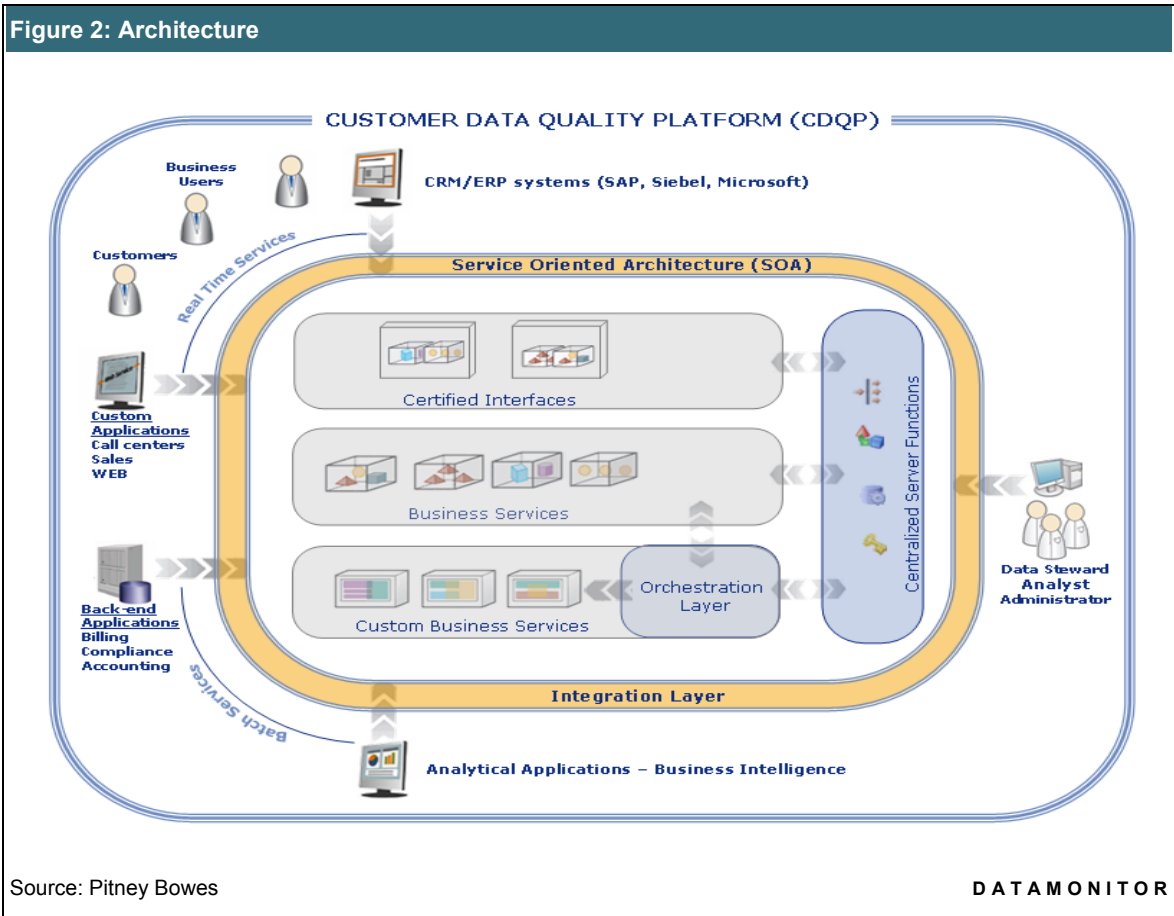 Figure 2: Architecture
CUSTOMER DATA QUALITY PLATFORM (CDQP)
Business
Users
CRM/ERP systems (SAP, Siebel, Microsoft)
Customers
Real Time Services
Service Oriented Architecture (SOA)
Certified Interfaces
Custom
Applications
Call centers
Sales
WEB
Business Services
Centralized Server Functions
Orchestration
Layer
Custom Business Services
Data Steward
Analyst
Administrator
Back-end
Applications
Billing
Compliance
Accounting
Batch Services
Integration Layer
Analytical Applications – Business Intelligence
Source: Pitney Bowes
DATAMONITOR